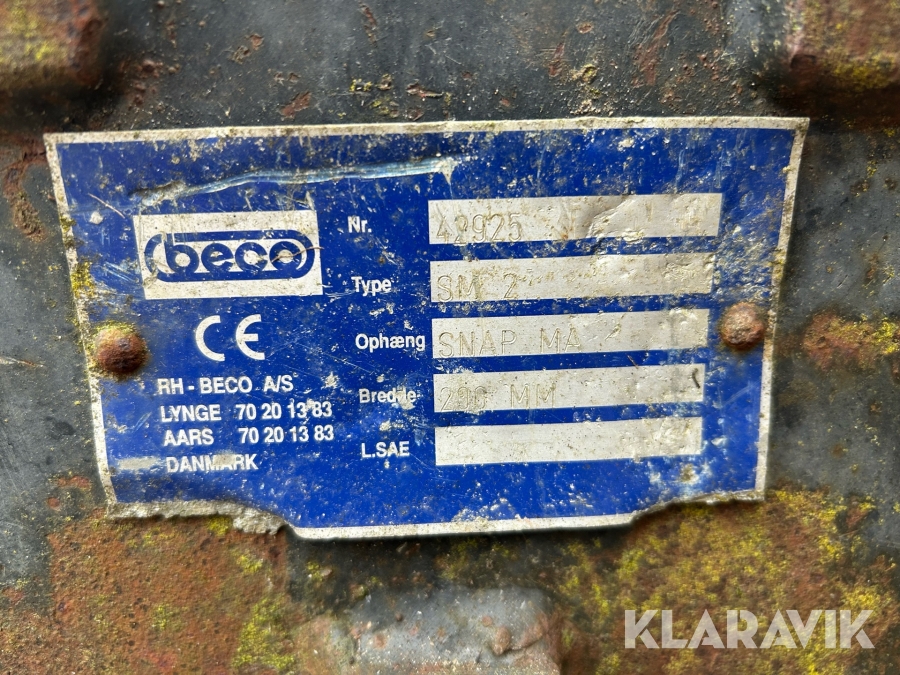 beco
Nr. 42925
Type SM 2
Ophæng SNAP MA
Bredde 290 MM
L.SAE
CE
RH - BECO A/S
LYNGE 70 20 13 83
AARS 70 20 13 83
DANMARK
KLARAVIK